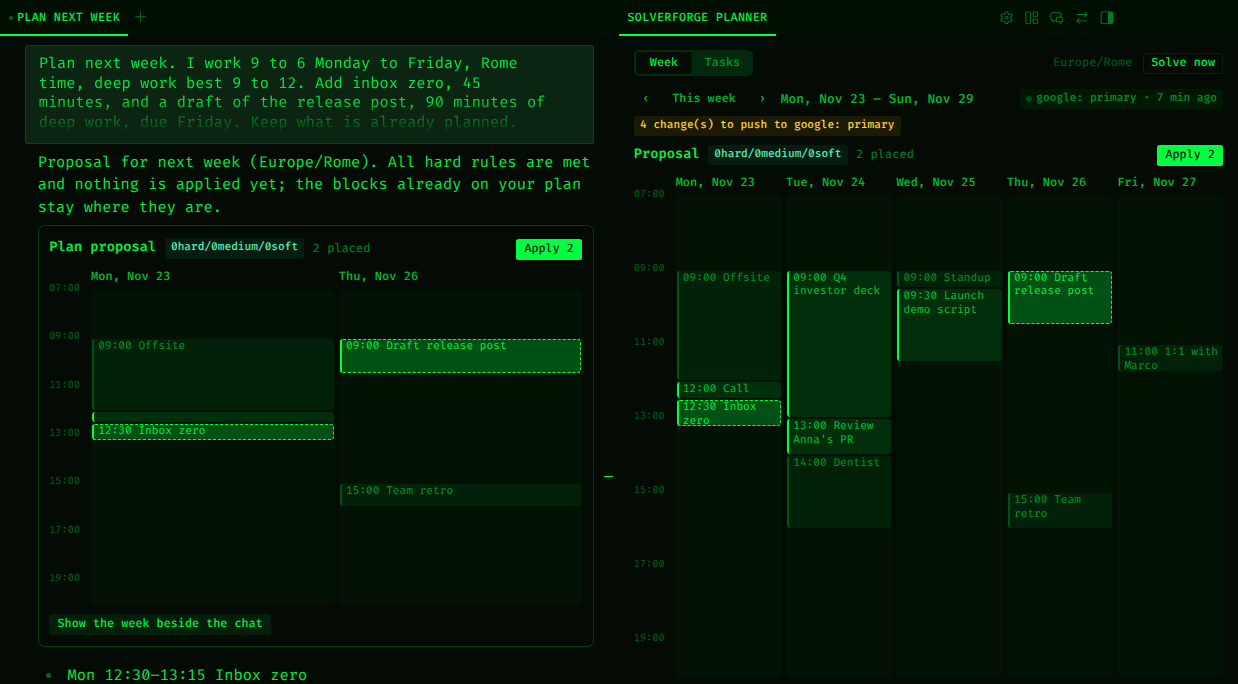 PLAN NEXT WEEK
Plan next week. I work 9 to 6 Monday to Friday, Rome
time, deep work best 9 to 12. Add inbox zero, 45
minutes, and a draft of the release post, 90 minutes of
deep work, due Friday. Keep what is already planned.
Proposal for next week (Europe/Rome). All hard rules are met
and nothing is applied yet; the blocks already on your plan
stay where they are.
Plan proposal 0hard/0medium/0soft 2 placed Apply 2
Mon, Nov 23 Thu, Nov 26
07:00
09:00
11:00
13:00
15:00
17:00
19:00
09:00 Offsite
12:30 Inbox zero
09:00 Draft release post
15:00 Team retro
Show the week beside the chat
• Mon 12:30–13:15 Inbox zero
SOLVERFORGE PLANNER
Week Tasks Europe/Rome Solve now
‹ This week › Mon, Nov 23 – Sun, Nov 29 google: primary · 7 min ago
4 change(s) to push to google: primary
Proposal 0hard/0medium/0soft 2 placed Apply 2
Mon, Nov 23 Tue, Nov 24 Wed, Nov 25 Thu, Nov 26 Fri, Nov 27
07:00
09:00
11:00
13:00
15:00
17:00
19:00
09:00 Offsite
12:00 Call
12:30 Inbox
zero
09:00 Q4
investor deck
13:00 Review
Anna's PR
14:00 Dentist
09:00 Standup
09:30 Launch
demo script
09:00 Draft
release post
15:00 Team
retro
11:00 1:1 with
Marco